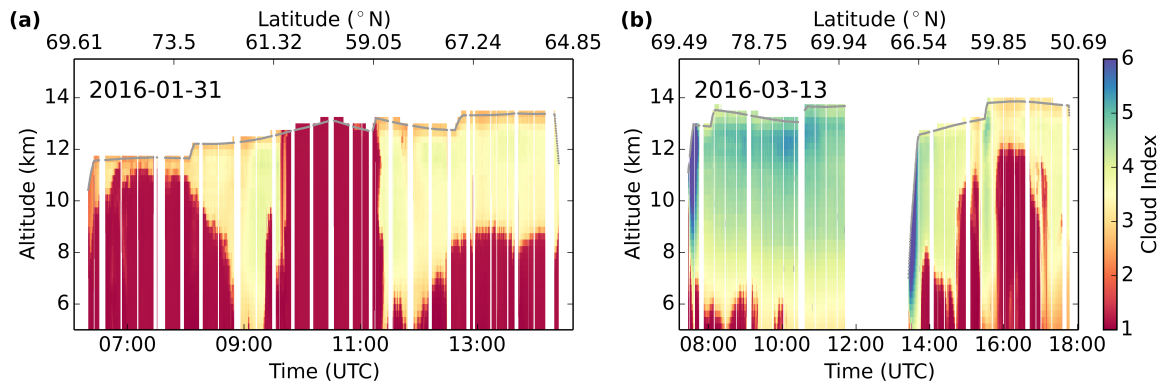 (a)
Latitude (°N)
69.61 73.5 61.32 59.05 67.24 64.85
2016-01-31
Altitude (km)
14
12
10
8
6
07:00 09:00 11:00 13:00
Time (UTC)
(b)
Latitude (°N)
69.49 78.75 69.94 66.54 59.85 50.69
2016-03-13
Altitude (km)
14
12
10
8
6
08:00 10:00 12:00 14:00 16:00 18:00
Time (UTC)
6
5
4
3
2
1
Cloud Index